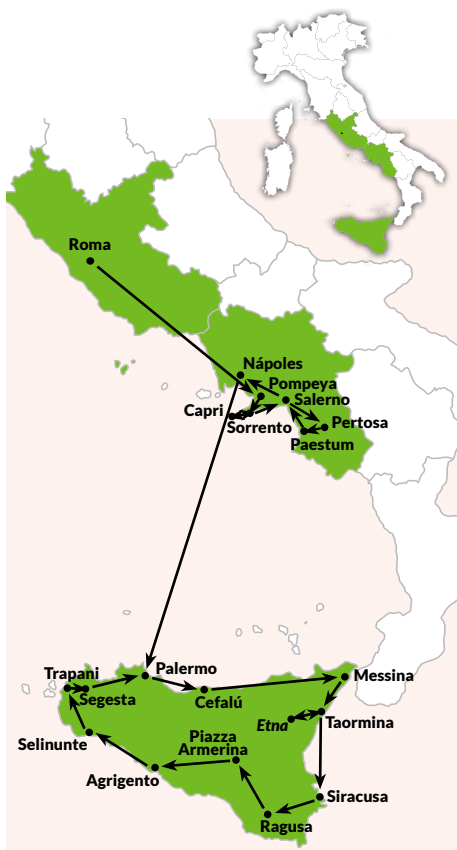 Roma
Nápoles
Pompeya
Salerno
Capri
Sorrento
Pertosa
Paestum
Trapani
Palermo
Messina
Segesta
Cefalú
Etna
Taormina
Selinunte
Piazza
Armerina
Agrigento
Siracusa
Ragusa